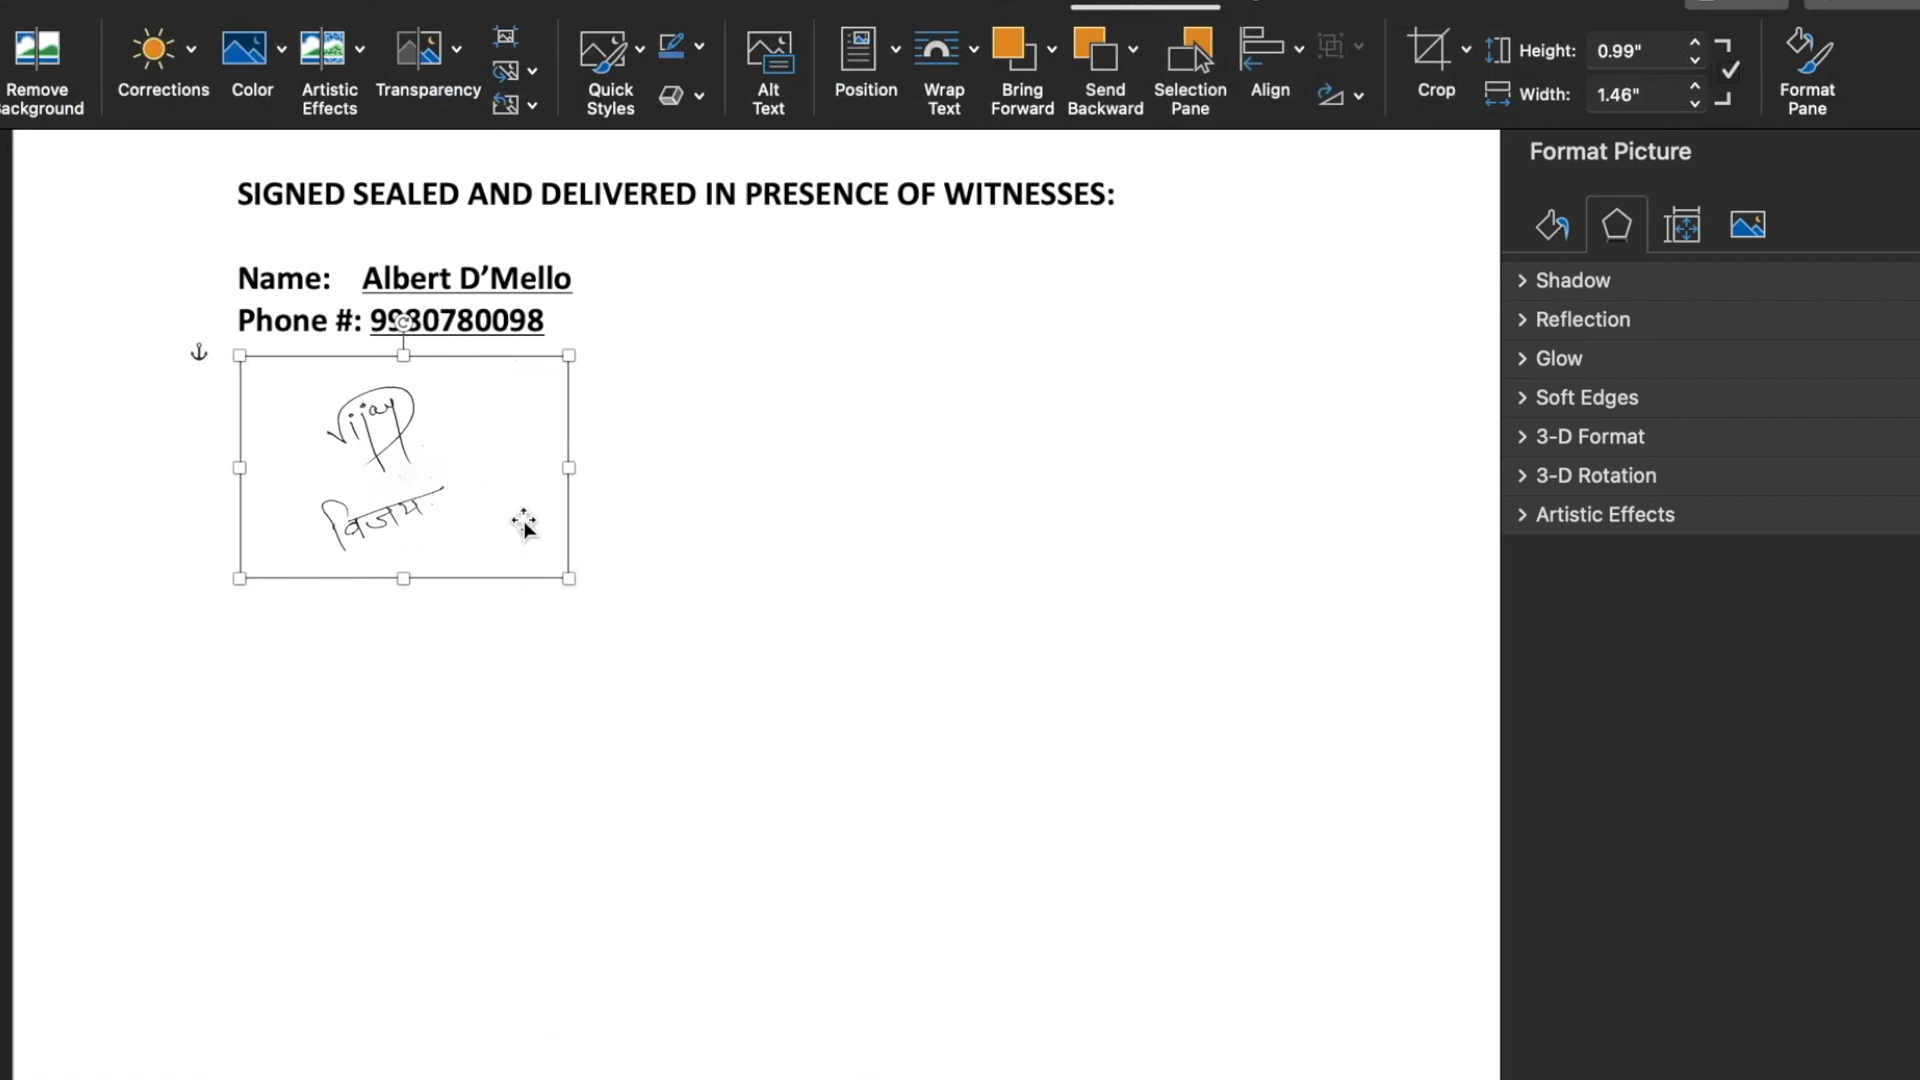 Remove
Background
Corrections
Color
Artistic
Effects
Transparency
Quick
Styles
Alt
Text
Position
Wrap
Text
Bring
Forward
Send
Backward
Selection
Pane
Align
Crop
Height: 0.99"
Width: 1.46"
Format
Pane
SIGNED SEALED AND DELIVERED IN PRESENCE OF WITNESSES:
Name: Albert D’Mello
Phone #: 9980780098
vijay
विजय
Format Picture
Shadow
Reflection
Glow
Soft Edges
3-D Format
3-D Rotation
Artistic Effects